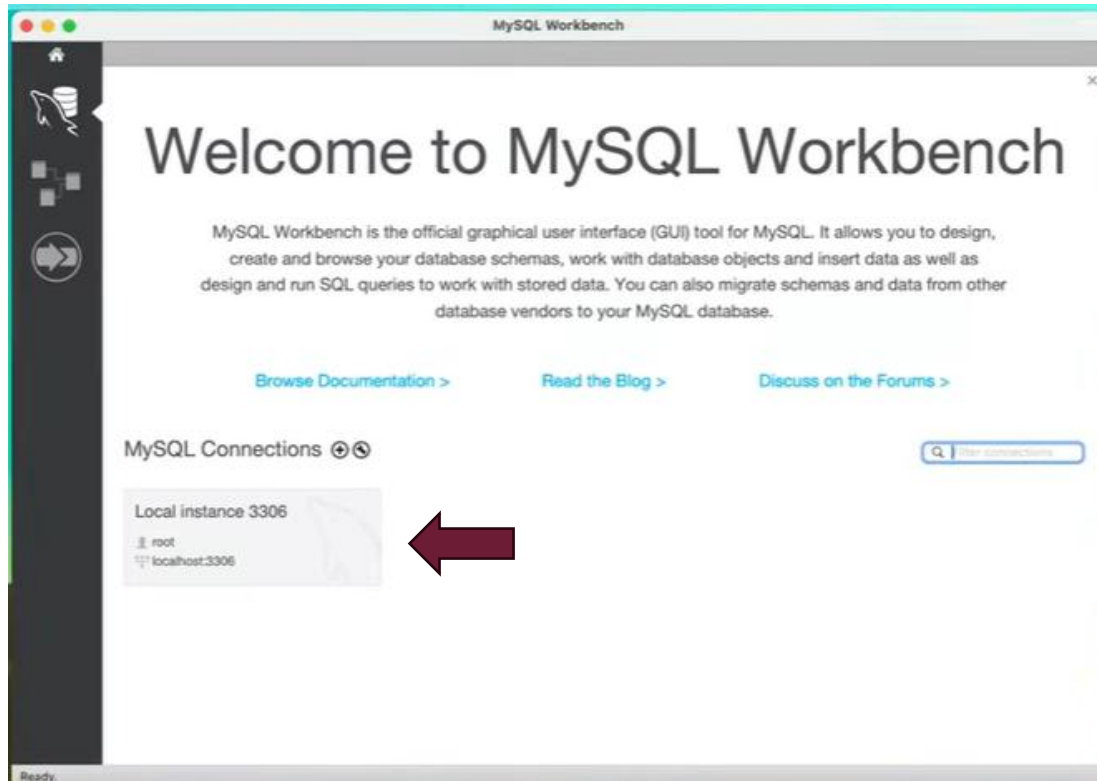 MySQL Workbench
Welcome to MySQL Workbench
MySQL Workbench is the official graphical user interface (GUI) tool for MySQL. It allows you to design,
create and browse your database schemas, work with database objects and insert data as well as
design and run SQL queries to work with stored data. You can also migrate schemas and data from other
database vendors to your MySQL database.
Browse Documentation >
Read the Blog >
Discuss on the Forums >
MySQL Connections
Filter connections
Local instance 3306
root
localhost:3306
Ready.